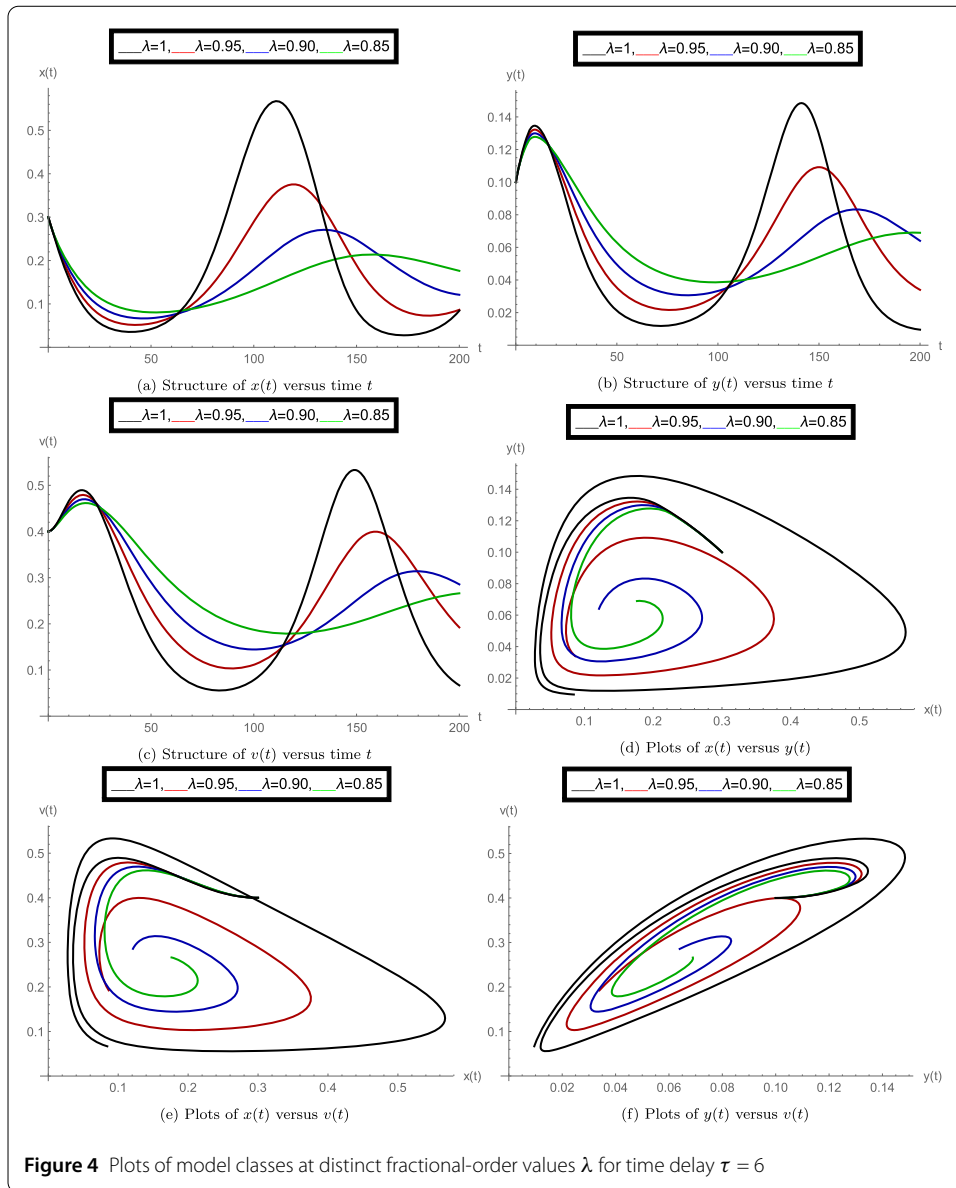 ___λ=1,___λ=0.95,___λ=0.90,___λ=0.85
x(t)
0.5
0.4
0.3
0.2
0.1
50 100 150 200 t
(a) Structure of x(t) versus time t
___λ=1,___λ=0.95,___λ=0.90,___λ=0.85
y(t)
0.14
0.12
0.10
0.08
0.06
0.04
0.02
50 100 150 200 t
(b) Structure of y(t) versus time t
___λ=1,___λ=0.95,___λ=0.90,___λ=0.85
v(t)
0.5
0.4
0.3
0.2
0.1
50 100 150 200 t
(c) Structure of v(t) versus time t
___λ=1,___λ=0.95,___λ=0.90,___λ=0.85
y(t)
0.14
0.12
0.10
0.08
0.06
0.04
0.02
0.1 0.2 0.3 0.4 0.5 x(t)
(d) Plots of x(t) versus y(t)
___λ=1,___λ=0.95,___λ=0.90,___λ=0.85
v(t)
0.5
0.4
0.3
0.2
0.1
0.1 0.2 0.3 0.4 0.5 x(t)
(e) Plots of x(t) versus v(t)
___λ=1,___λ=0.95,___λ=0.90,___λ=0.85
v(t)
0.5
0.4
0.3
0.2
0.1
0.02 0.04 0.06 0.08 0.10 0.12 0.14 y(t)
(f) Plots of y(t) versus v(t)
Figure 4 Plots of model classes at distinct fractional-order values λ for time delay τ = 6